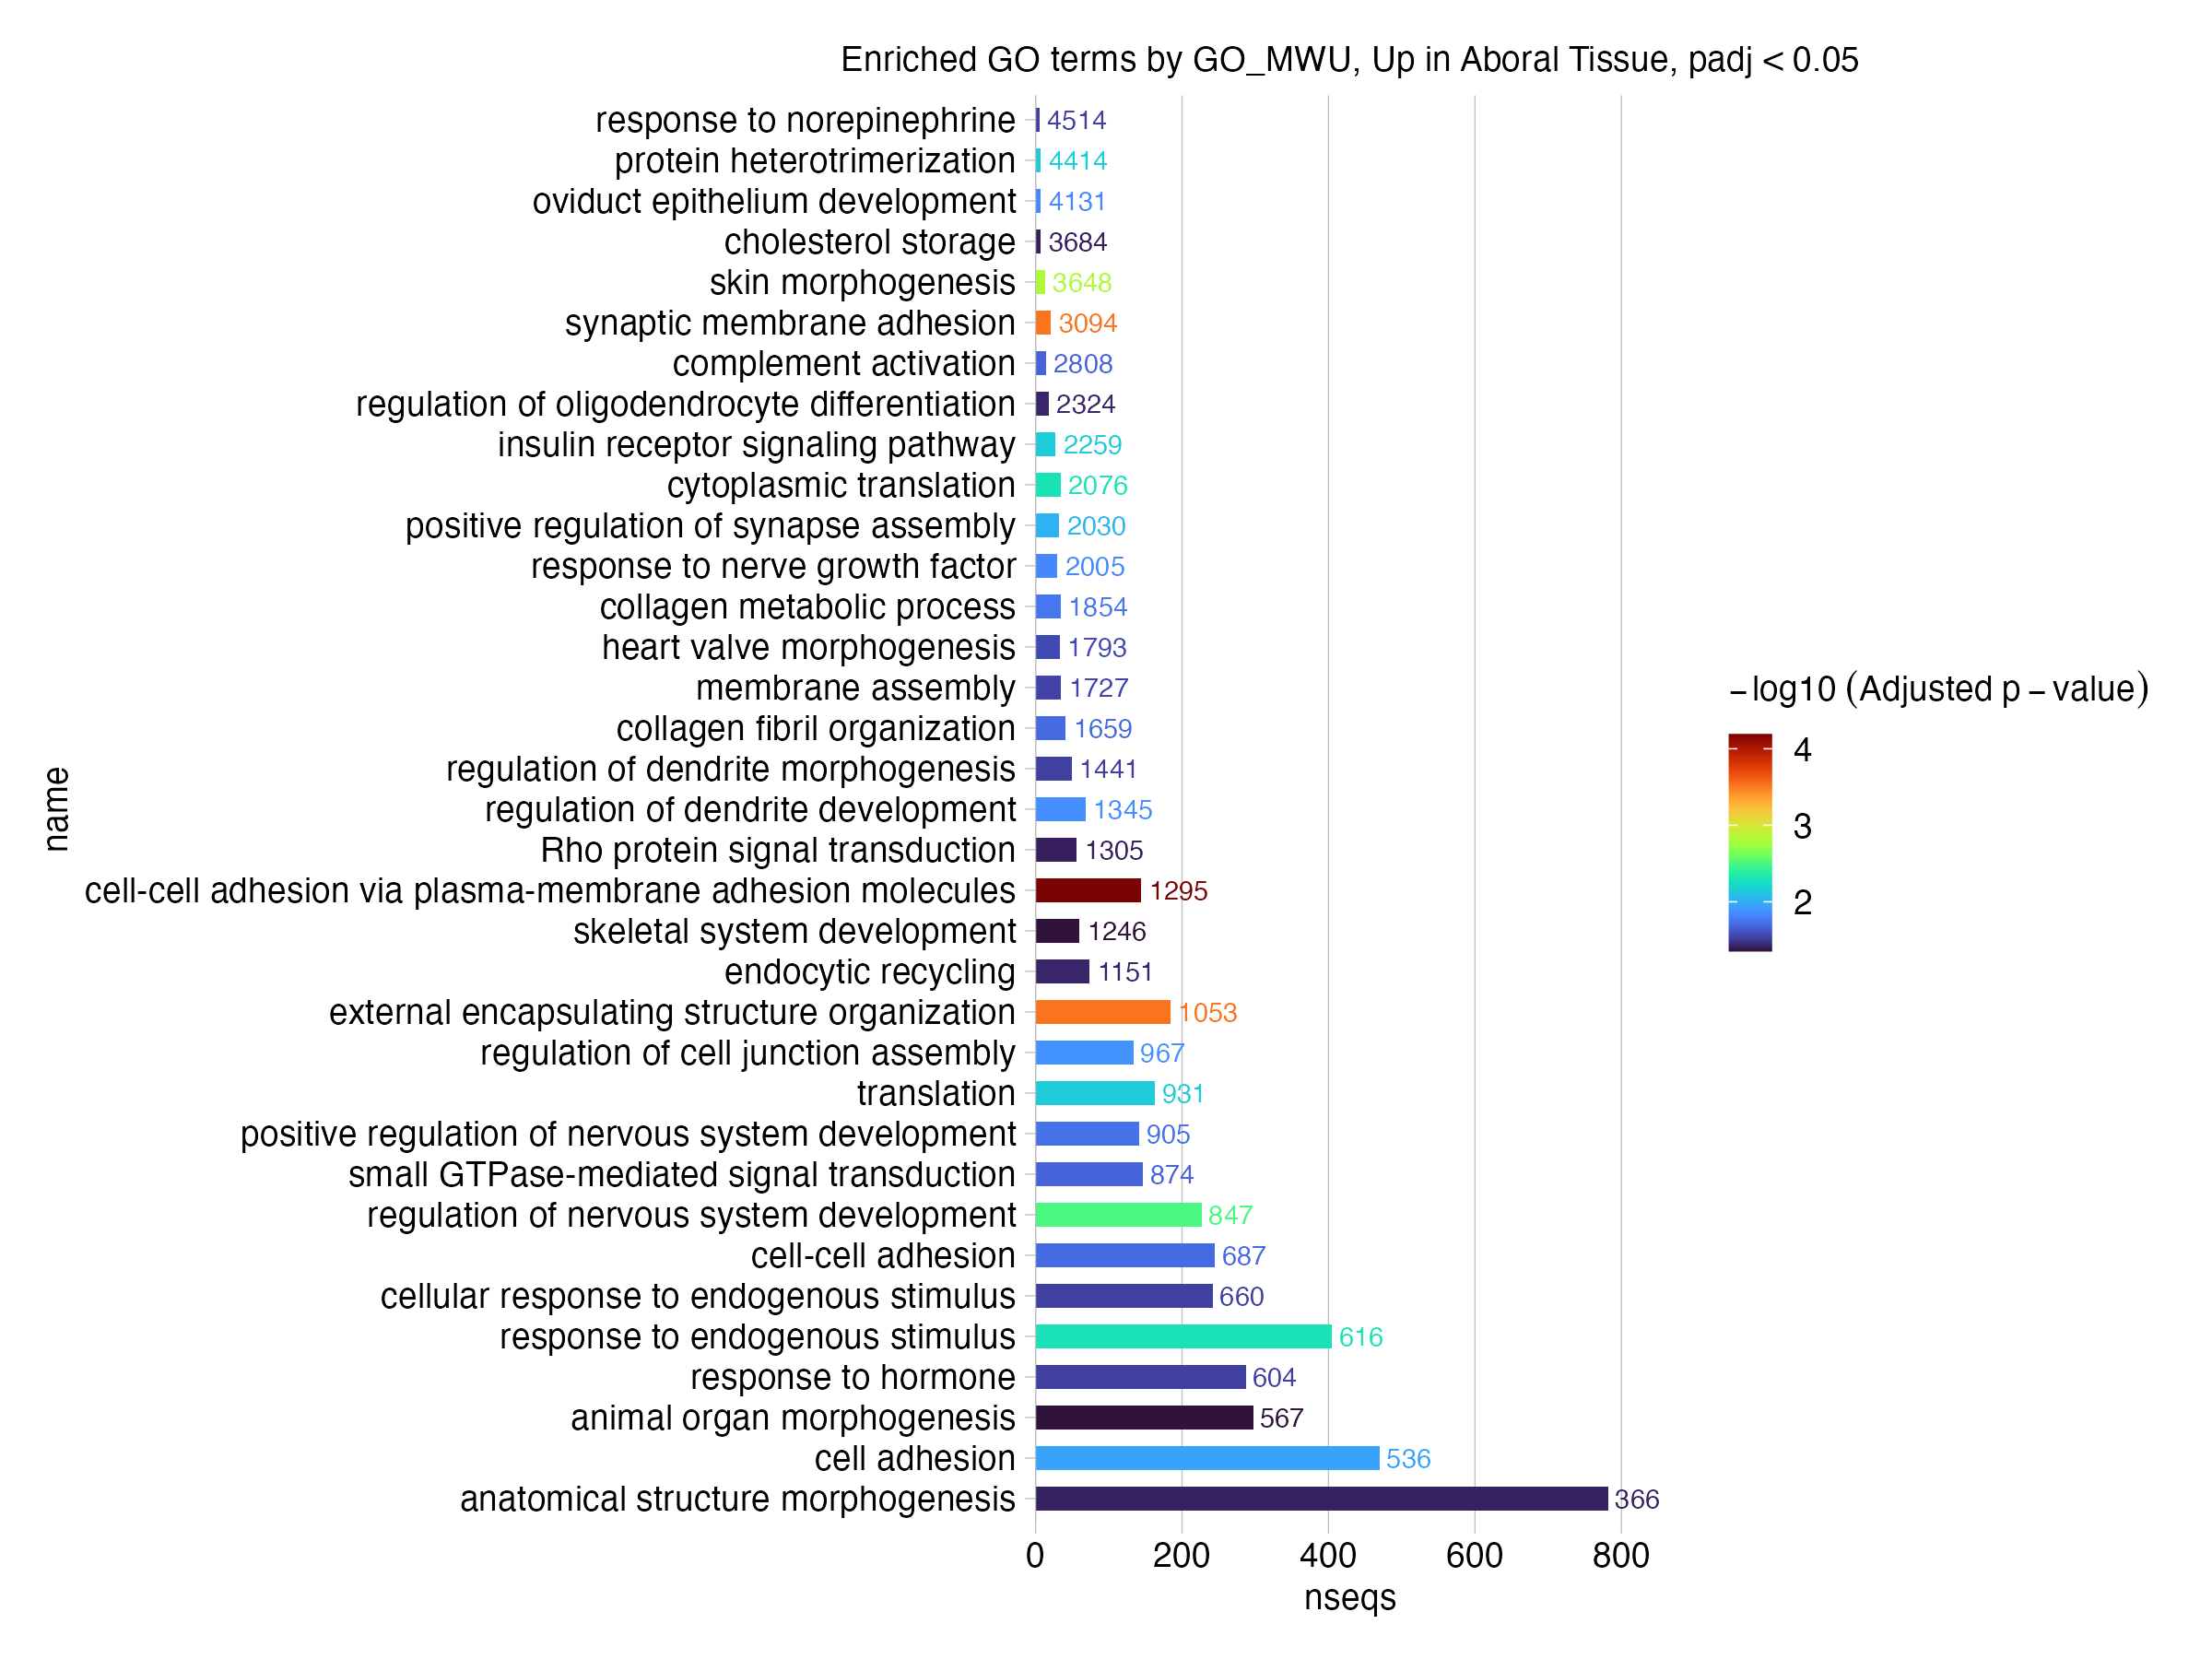 Enriched GO terms by GO_MWU, Up in Aboral Tissue, padj < 0.05
response to norepinephrine 4514
protein heterotrimerization 4414
oviduct epithelium development 4131
cholesterol storage 3684
skin morphogenesis 3648
synaptic membrane adhesion 3094
complement activation 2808
regulation of oligodendrocyte differentiation 2324
insulin receptor signaling pathway 2259
cytoplasmic translation 2076
positive regulation of synapse assembly 2030
response to nerve growth factor 2005
collagen metabolic process 1854
heart valve morphogenesis 1793
membrane assembly 1727
collagen fibril organization 1659
regulation of dendrite morphogenesis 1441
regulation of dendrite development 1345
Rho protein signal transduction 1305
cell-cell adhesion via plasma-membrane adhesion molecules 1295
skeletal system development 1246
endocytic recycling 1151
external encapsulating structure organization 1053
regulation of cell junction assembly 967
translation 931
positive regulation of nervous system development 905
small GTPase-mediated signal transduction 874
regulation of nervous system development 847
cell-cell adhesion 687
cellular response to endogenous stimulus 660
response to endogenous stimulus 616
response to hormone 604
animal organ morphogenesis 567
cell adhesion 536
anatomical structure morphogenesis 366
0 200 400 600 800
nseqs
name
−log10 (Adjusted p − value)
4
3
2